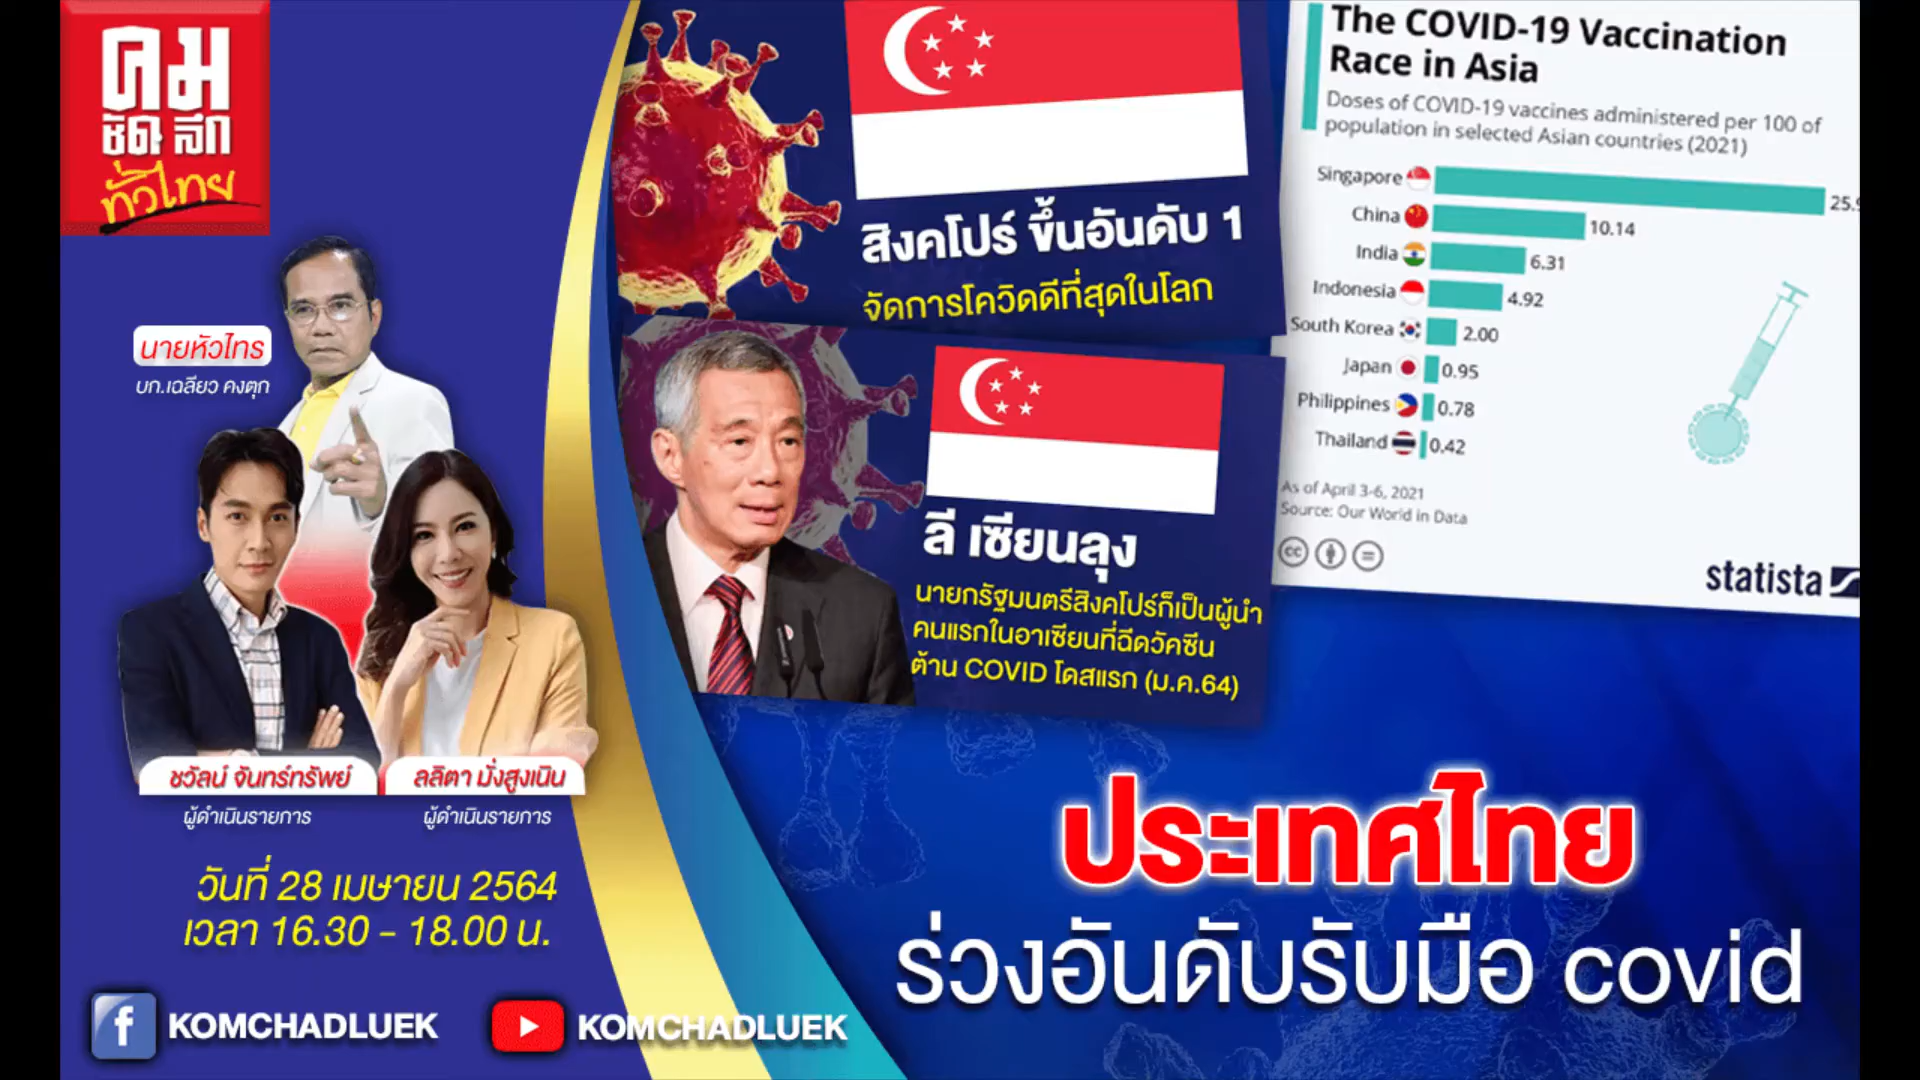 คม
ชัด ลึก
ทั่วไทย
นายหัวไทร
บก.เฉลียว คงตุก
ชวัลน์ จันทร์ทรัพย์
ผู้ดำเนินรายการ
ลลิตา มั่งสูงเนิน
ผู้ดำเนินรายการ
วันที่ 28 เมษายน 2564
เวลา 16.30 - 18.00 น.
KOMCHADLUEK
KOMCHADLUEK
สิงคโปร์ ขึ้นอันดับ 1
จัดการโควิดดีที่สุดในโลก
ลี เซียนลุง
นายกรัฐมนตรีสิงคโปร์ก็เป็นผู้นำ
คนแรกในอาเซียนที่ฉีดวัคซีน
ต้าน COVID โดสแรก (ม.ค.64)
The COVID-19 Vaccination
Race in Asia
Doses of COVID-19 vaccines administered per 100 of
population in selected Asian countries (2021)
Singapore 25.9
China 10.14
India 6.31
Indonesia 4.92
South Korea 2.00
Japan 0.95
Philippines 0.78
Thailand 0.42
As of April 3-6, 2021
Source: Our World in Data
statista
ประเทศไทย
ร่วงอันดับรับมือ covid